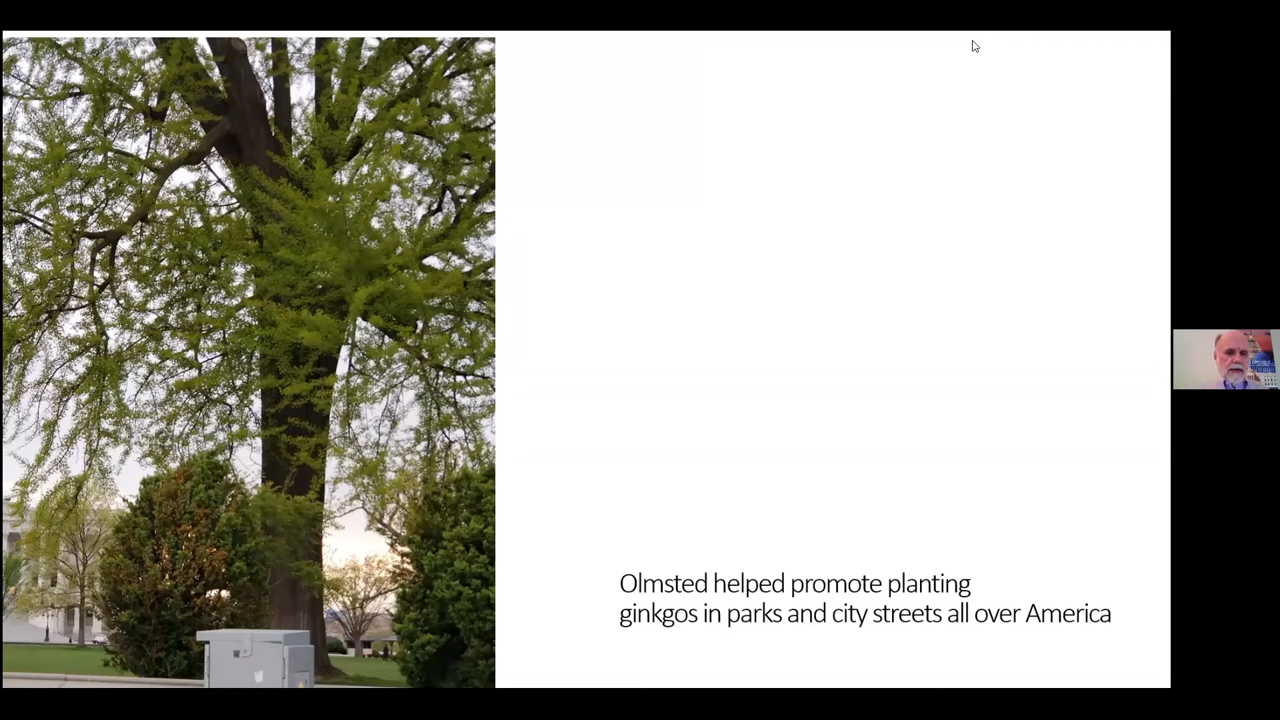 Olmsted helped promote planting
ginkgos in parks and city streets all over America